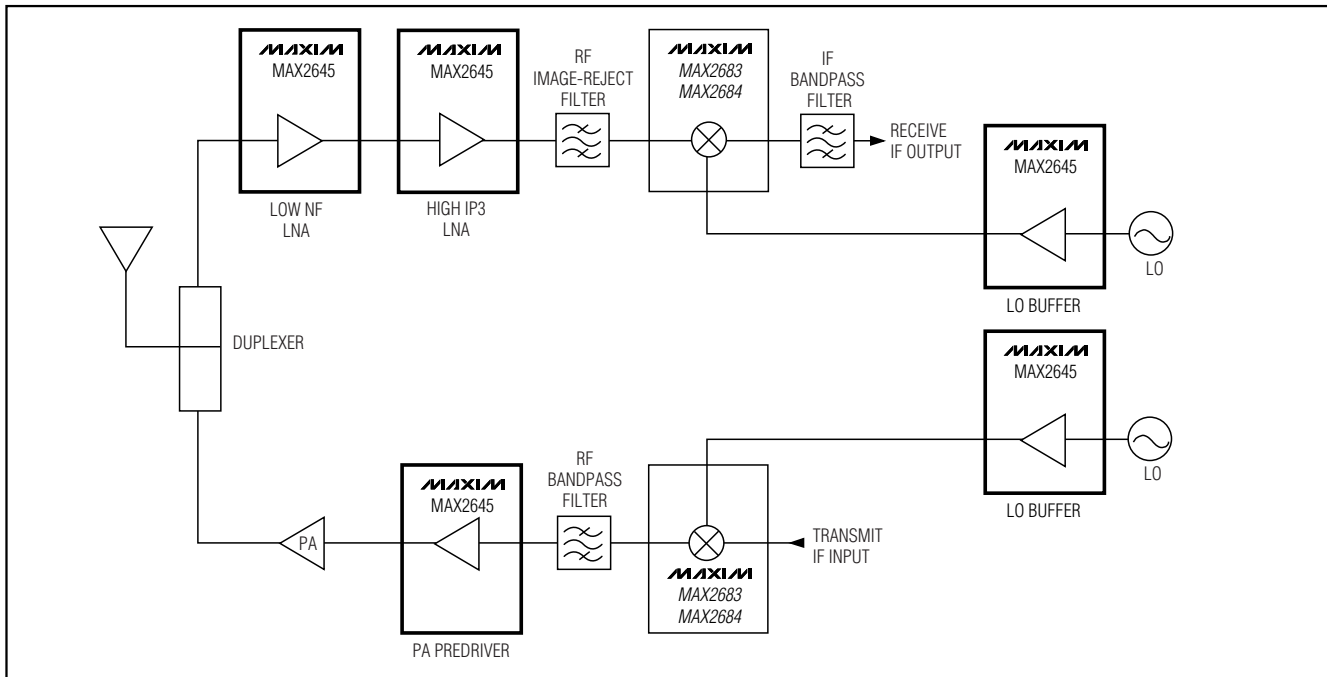 MAXIM
MAX2645
LOW NF
LNA
MAXIM
MAX2645
HIGH IP3
LNA
RF
IMAGE-REJECT
FILTER
MAXIM
MAX2683
MAX2684
IF
BANDPASS
FILTER
RECEIVE
IF OUTPUT
MAXIM
MAX2645
LO BUFFER
LO
DUPLEXER
MAXIM
MAX2645
LO BUFFER
LO
PA
MAXIM
MAX2645
PA PREDRIVER
RF
BANDPASS
FILTER
TRANSMIT
IF INPUT
MAXIM
MAX2683
MAX2684